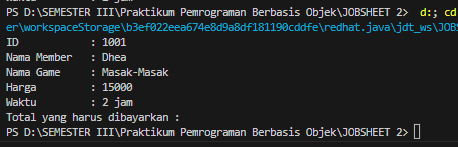 PS D:\SEMESTER III\Praktikum Pemrograman Berbasis Objek\JOBSHEET 2>  d:; cd
er\workspaceStorage\b3ef022eea674e8d9a8df181190cddfe\redhat.java\jdt_ws\JOB
ID          : 1001
Nama Member : Dhea
Nama Game   : Masak-Masak
Harga       : 15000
Waktu       : 2 jam
Total yang harus dibayarkan :
PS D:\SEMESTER III\Praktikum Pemrograman Berbasis Objek\JOBSHEET 2>